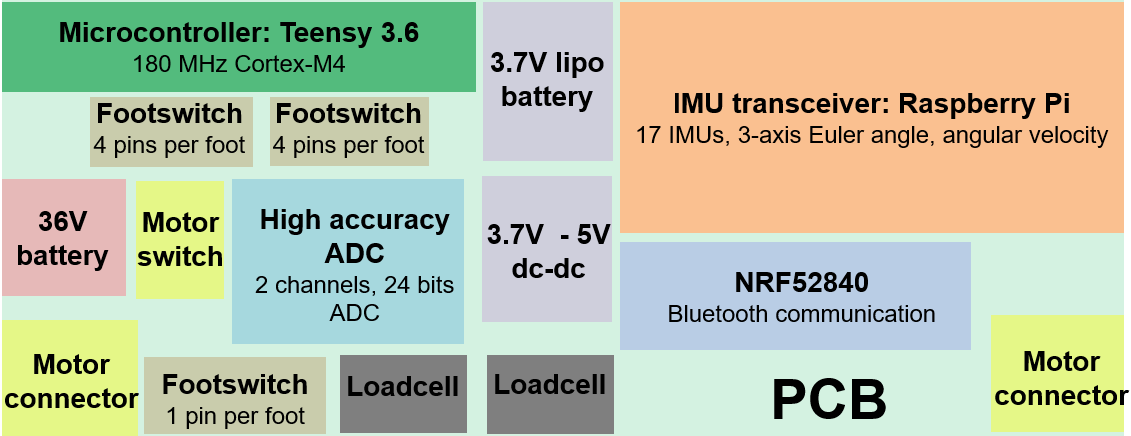 Microcontroller: Teensy 3.6
180 MHz Cortex-M4
3.7V lipo
battery
IMU transceiver: Raspberry Pi
17 IMUs, 3-axis Euler angle, angular velocity
Footswitch
4 pins per foot
Footswitch
4 pins per foot
36V
battery
Motor
switch
High accuracy
ADC
2 channels, 24 bits
ADC
3.7V - 5V
dc-dc
NRF52840
Bluetooth communication
Motor
connector
Footswitch
1 pin per foot
Loadcell
Loadcell
PCB
Motor
connector